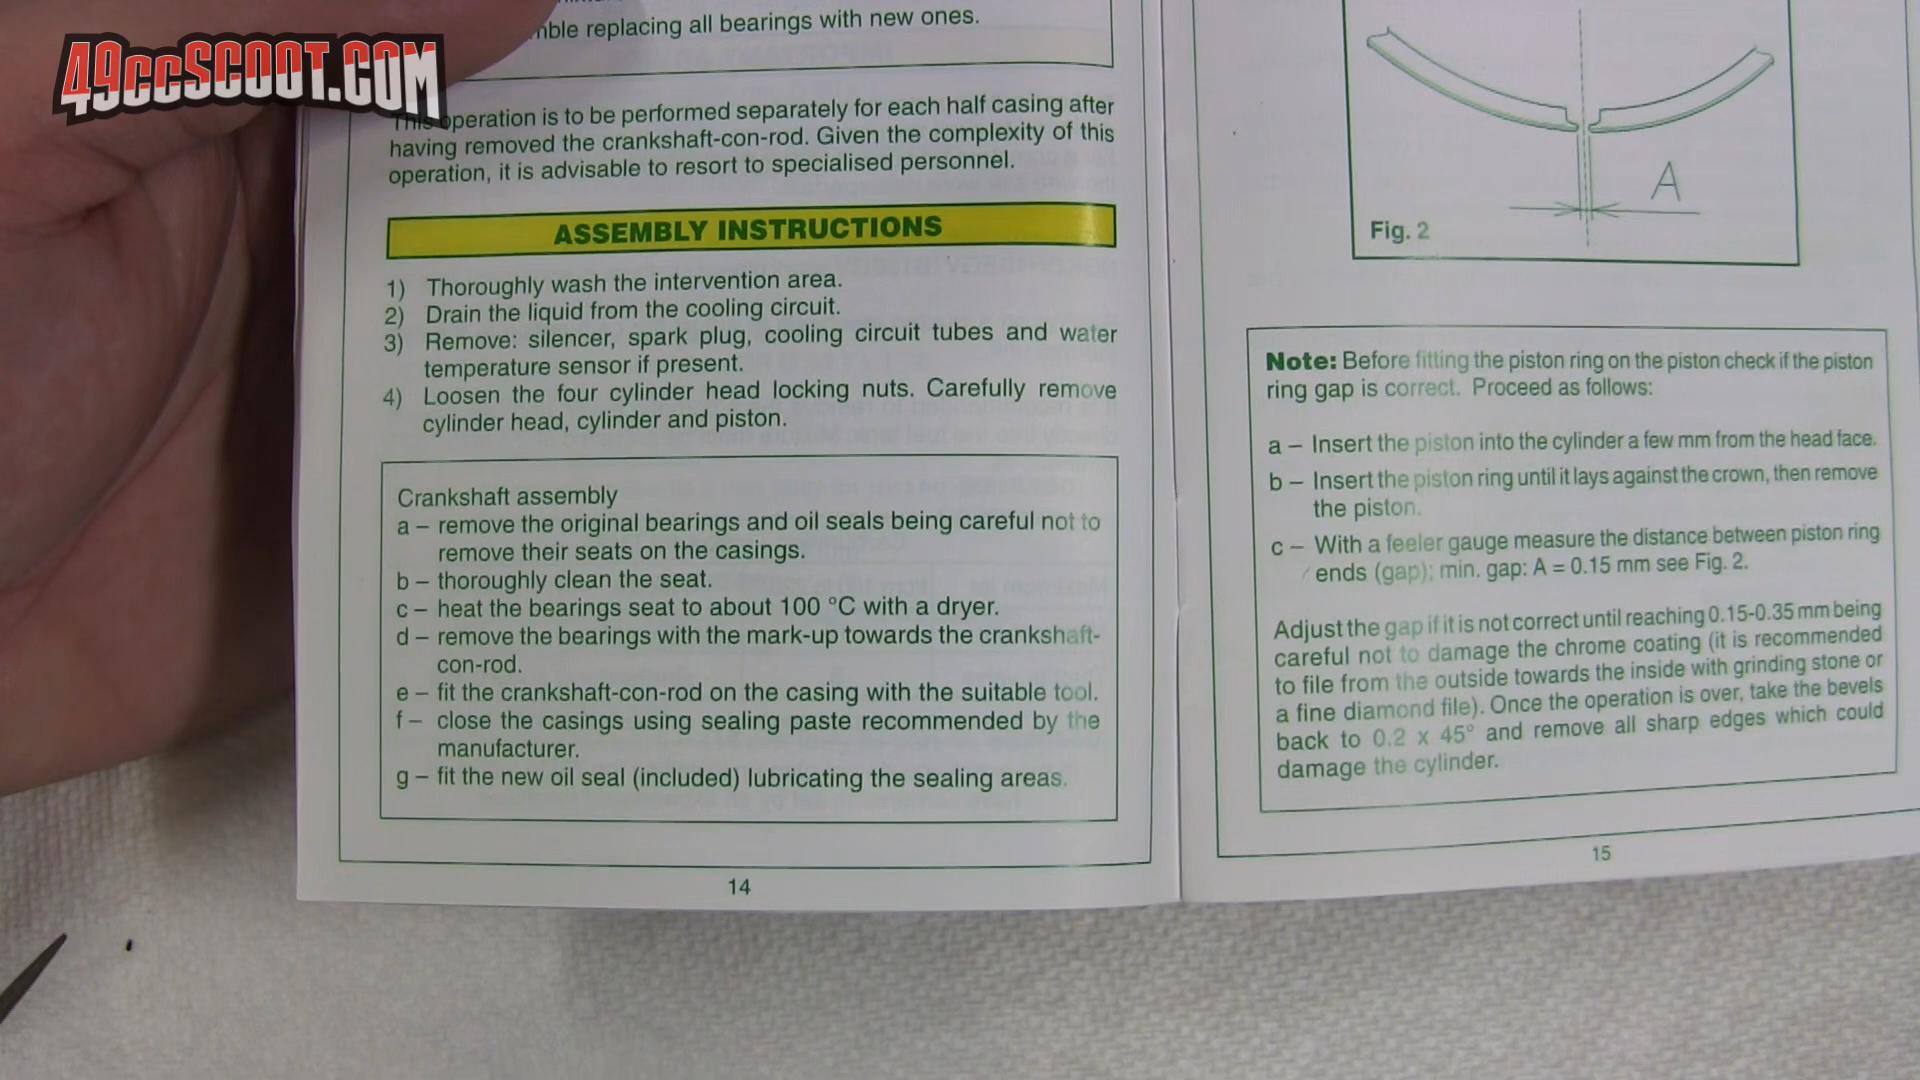 49ccSCOOT.COM
replacing all bearings with new ones.
This operation is to be performed separately for each half casing after
having removed the crankshaft-con-rod. Given the complexity of this
operation, it is advisable to resort to specialised personnel.
ASSEMBLY INSTRUCTIONS
1) Thoroughly wash the intervention area.
2) Drain the liquid from the cooling circuit.
3) Remove: silencer, spark plug, cooling circuit tubes and water
temperature sensor if present.
4) Loosen the four cylinder head locking nuts. Carefully remove
cylinder head, cylinder and piston.
Crankshaft assembly
a – remove the original bearings and oil seals being careful not to
remove their seats on the casings.
b – thoroughly clean the seat.
c – heat the bearings seat to about 100 °C with a dryer.
d – remove the bearings with the mark-up towards the crankshaft-
con-rod.
e – fit the crankshaft-con-rod on the casing with the suitable tool.
f – close the casings using sealing paste recommended by the
manufacturer.
g – fit the new oil seal (included) lubricating the sealing areas.
14
A
Fig. 2
Note: Before fitting the piston ring on the piston check if the piston
ring gap is correct. Proceed as follows:
a – Insert the piston into the cylinder a few mm from the head face.
b – Insert the piston ring until it lays against the crown, then remove
the piston.
c – With a feeler gauge measure the distance between piston ring
ends (gap); min. gap: A = 0.15 mm see Fig. 2.
Adjust the gap if it is not correct until reaching 0.15-0.35 mm being
careful not to damage the chrome coating (it is recommended
to file from the outside towards the inside with grinding stone or
a fine diamond file). Once the operation is over, take the bevels
back to 0.2 x 45° and remove all sharp edges which could
damage the cylinder.
15